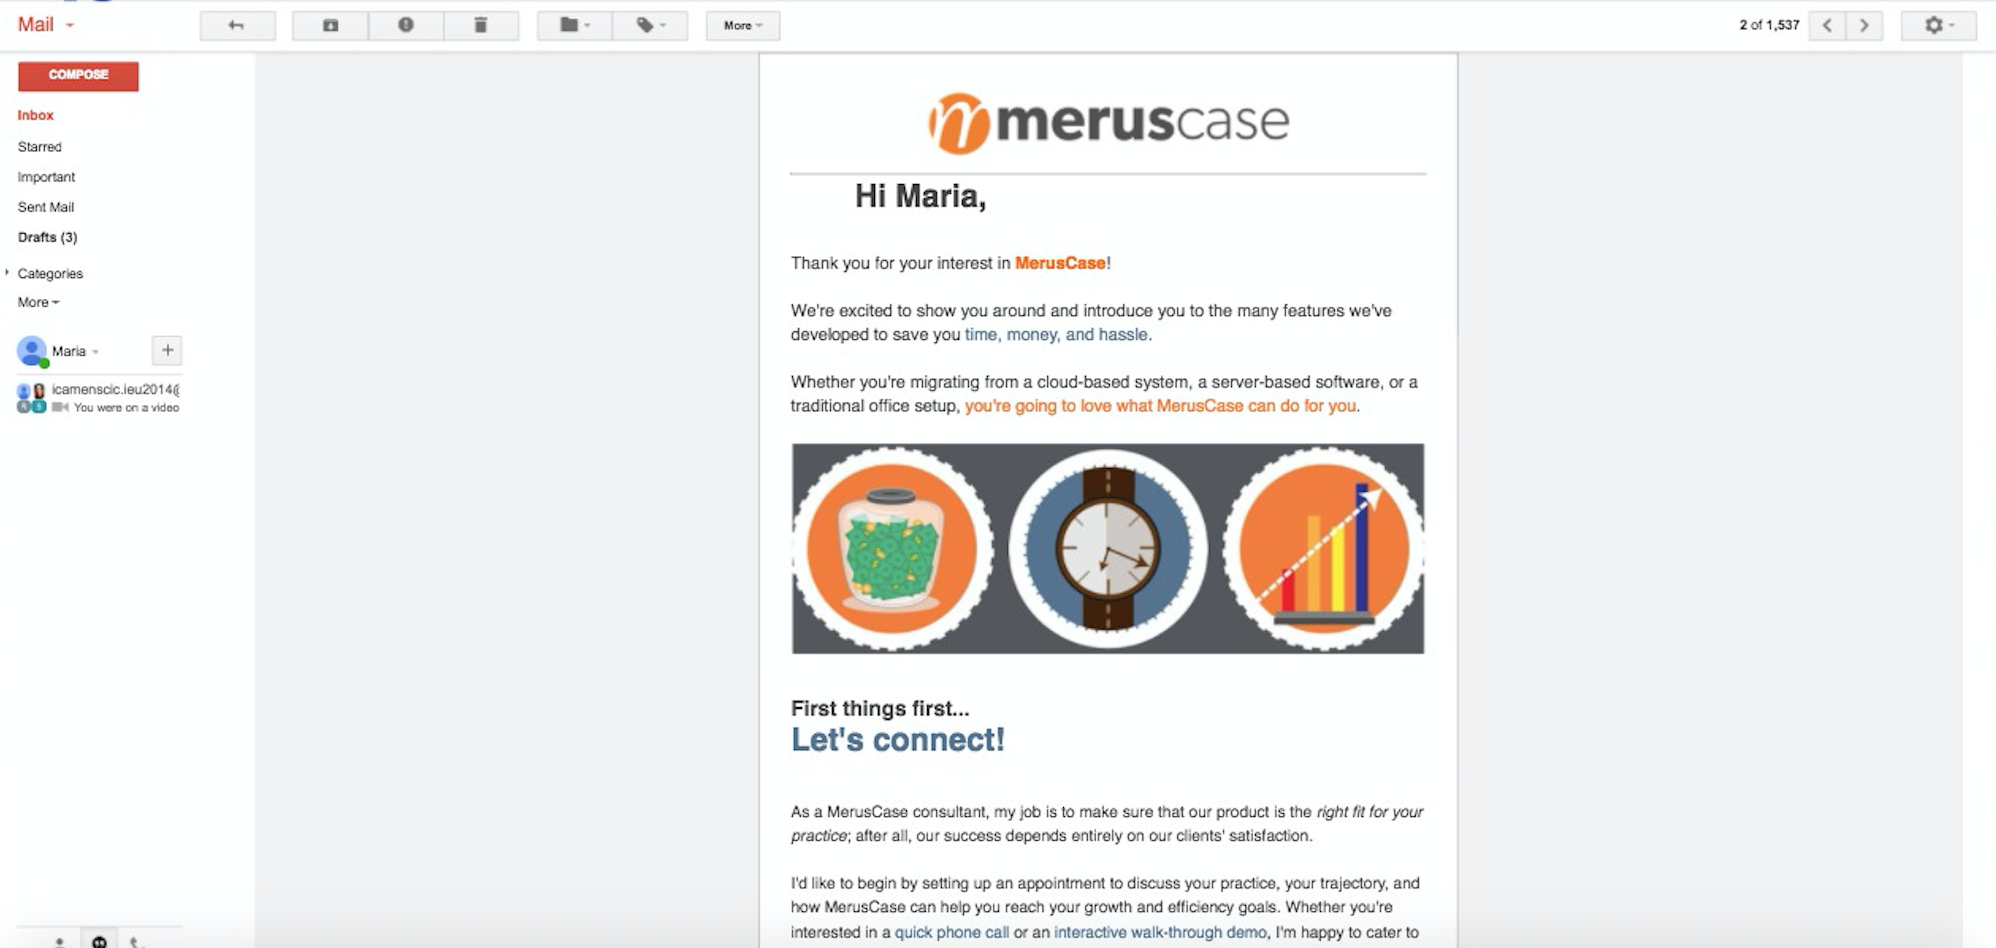 Mail
More
2 of 1,537
COMPOSE
Inbox
Starred
Important
Sent Mail
Drafts (3)
Categories
More
Maria
icamenscic.ieu2014@
You were on a video
meruscase
Hi Maria,
Thank you for your interest in MerusCase!
We're excited to show you around and introduce you to the many features we've
developed to save you time, money, and hassle.
Whether you're migrating from a cloud-based system, a server-based software, or a
traditional office setup, you're going to love what MerusCase can do for you.
First things first...
Let's connect!
As a MerusCase consultant, my job is to make sure that our product is the right fit for your
practice; after all, our success depends entirely on our clients' satisfaction.
I'd like to begin by setting up an appointment to discuss your practice, your trajectory, and
how MerusCase can help you reach your growth and efficiency goals. Whether you're
interested in a quick phone call or an interactive walk-through demo, I'm happy to cater to